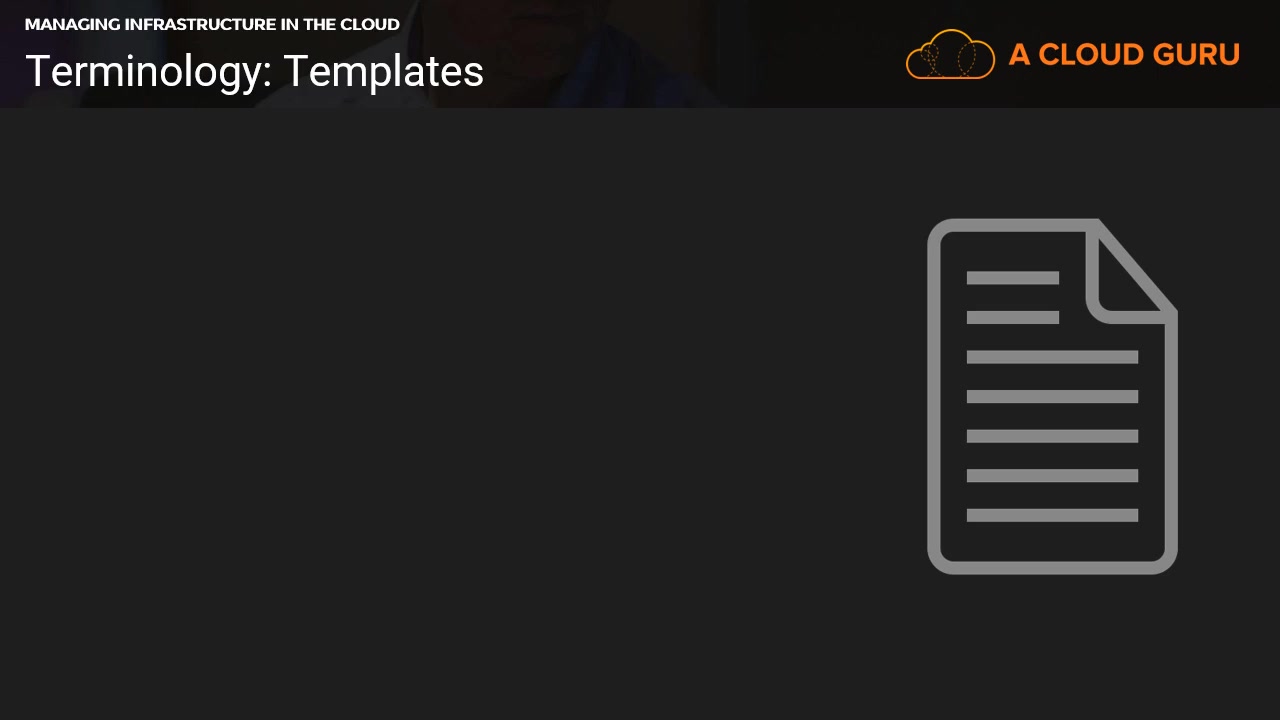 MANAGING INFRASTRUCTURE IN THE CLOUD
Terminology: Templates
A CLOUD GURU